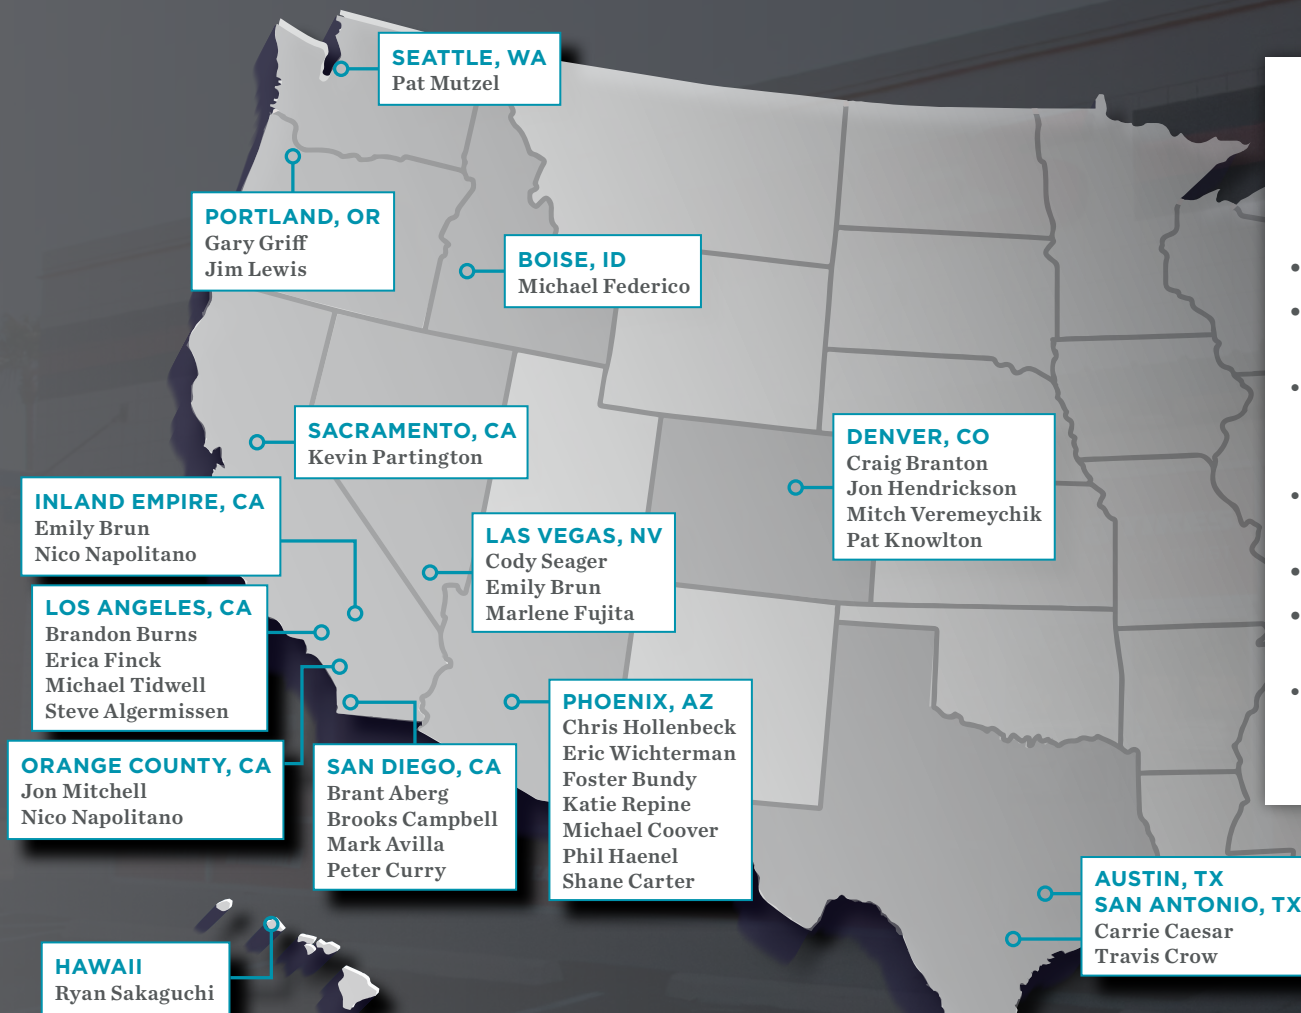 SEATTLE, WA
Pat Mutzel
PORTLAND, OR
Gary Griff
Jim Lewis
BOISE, ID
Michael Federico
SACRAMENTO, CA
Kevin Partington
DENVER, CO
Craig Branton
Jon Hendrickson
Mitch Veremeychik
Pat Knowlton
INLAND EMPIRE, CA
Emily Brun
Nico Napolitano
LAS VEGAS, NV
Cody Seager
Emily Brun
Marlene Fujita
LOS ANGELES, CA
Brandon Burns
Erica Finck
Michael Tidwell
Steve Algermissen
ORANGE COUNTY, CA
Jon Mitchell
Nico Napolitano
SAN DIEGO, CA
Brant Aberg
Brooks Campbell
Mark Avilla
Peter Curry
PHOENIX, AZ
Chris Hollenbeck
Eric Wichterman
Foster Bundy
Katie Repine
Michael Coover
Phil Haenel
Shane Carter
AUSTIN, TX
SAN ANTONIO, TX
Carrie Caesar
Travis Crow
HAWAII
Ryan Sakaguchi